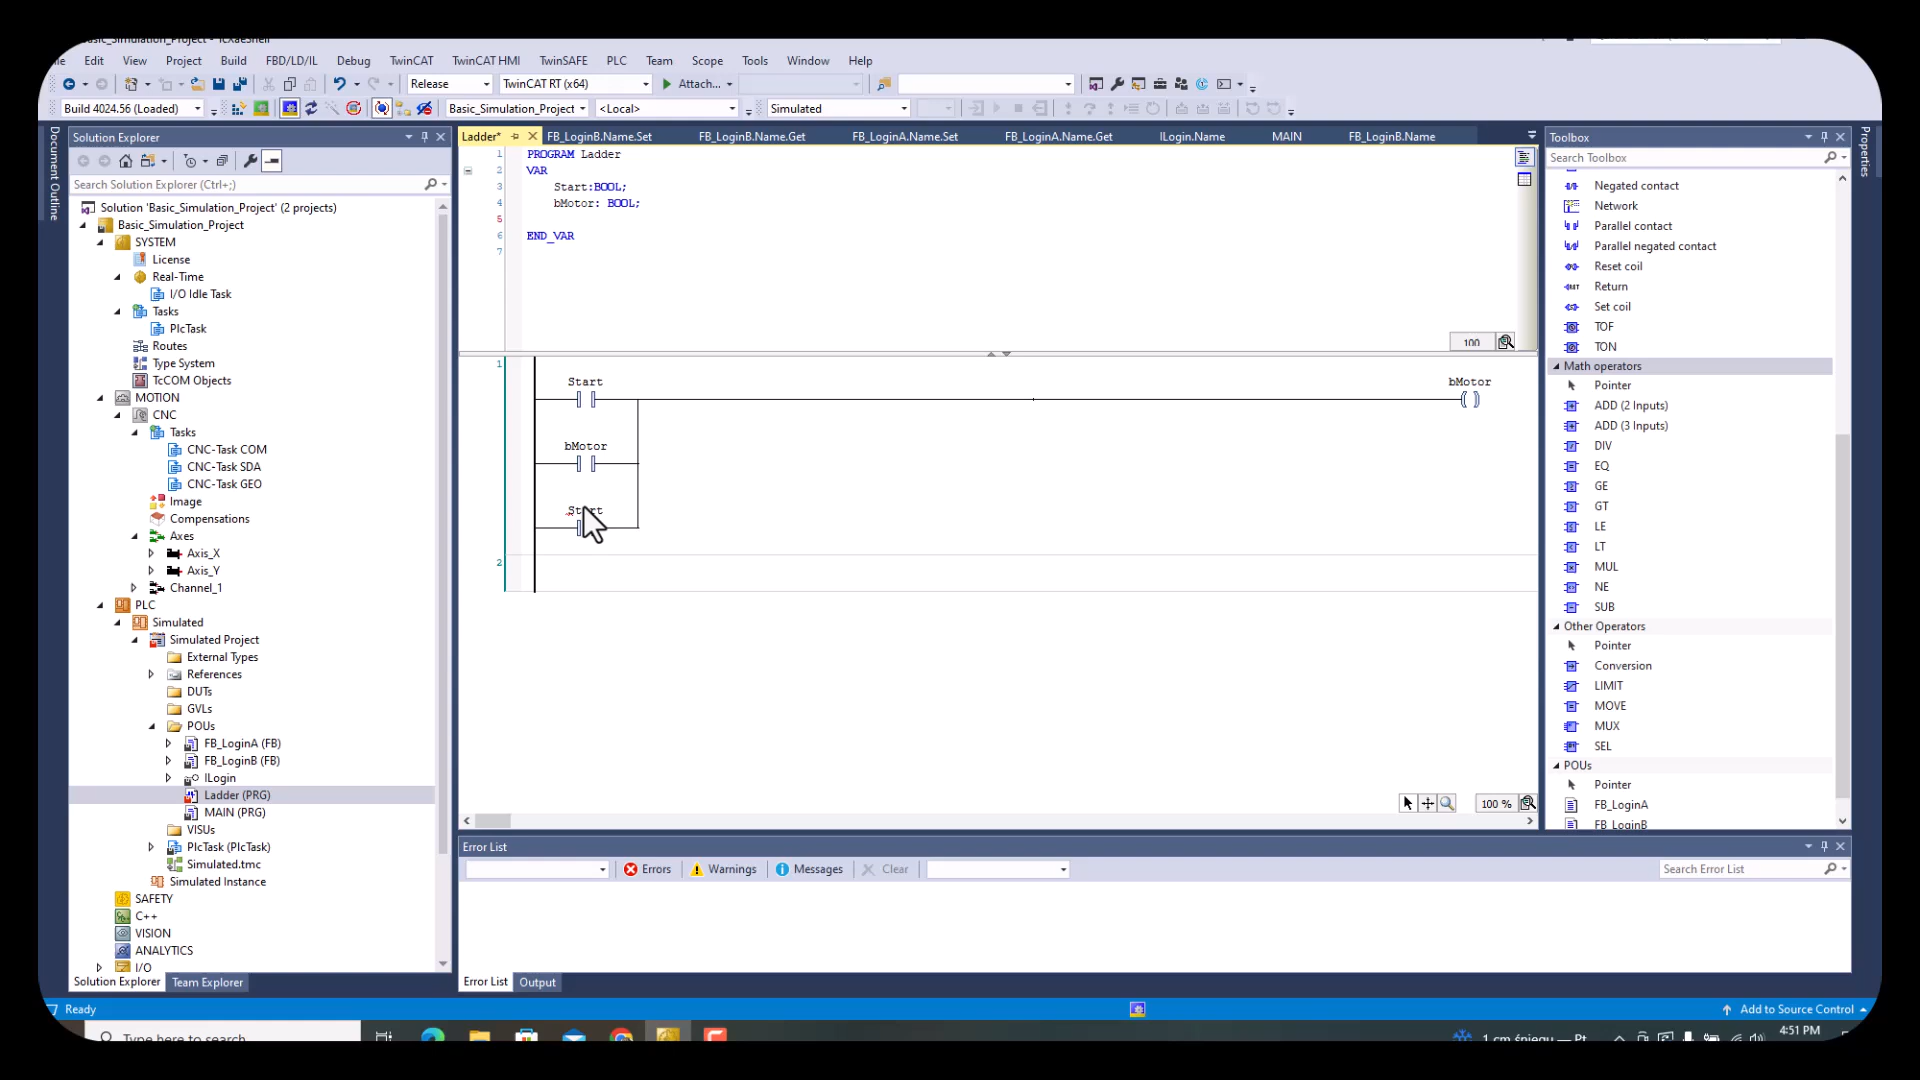 Edit View Project Build FBD/LD/IL Debug TwinCAT TwinCAT HMI TwinSAFE PLC Team Scope Tools Window Help
Release TwinCAT RT (x64) Attach...
Build 4024.56 (Loaded) Basic_Simulation_Project <Local> Simulated
Document Outline
Solution Explorer
Search Solution Explorer (Ctrl+;)
Solution 'Basic_Simulation_Project' (2 projects)
Basic_Simulation_Project
SYSTEM
License
Real-Time
I/O Idle Task
Tasks
PlcTask
Routes
Type System
TcCOM Objects
MOTION
CNC
Tasks
CNC-Task COM
CNC-Task SDA
CNC-Task GEO
Image
Compensations
Axes
Axis_X
Axis_Y
Channel_1
PLC
Simulated
Simulated Project
External Types
References
DUTs
GVLs
POUs
FB_LoginA (FB)
FB_LoginB (FB)
ILogin
Ladder (PRG)
MAIN (PRG)
VISUs
PlcTask (PlcTask)
Simulated.tmc
Simulated Instance
SAFETY
C++
VISION
ANALYTICS
I/O
Solution Explorer Team Explorer
Ladder* FB_LoginB.Name.Set FB_LoginB.Name.Get FB_LoginA.Name.Set FB_LoginA.Name.Get ILogin.Name MAIN FB_LoginB.Name
1 PROGRAM Ladder
2 VAR
3 Start:BOOL;
4 bMotor: BOOL;
5
6 END_VAR
7
100
1
Start bMotor
bMotor
2
100 %
Error List
Errors Warnings Messages Clear
Search Error List
Error List Output
Toolbox
Search Toolbox
Negated contact
Network
Parallel contact
Parallel negated contact
Reset coil
Return
Set coil
TOF
TON
Math operators
Pointer
ADD (2 Inputs)
ADD (3 Inputs)
DIV
EQ
GE
GT
LE
LT
MUL
NE
SUB
Other Operators
Pointer
Conversion
LIMIT
MOVE
MUX
SEL
POUs
Pointer
FB_LoginA
FB_LoginB
Properties
Ready
Add to Source Control
Type here to search
1 cm śniegu — Pt.
4:51 PM